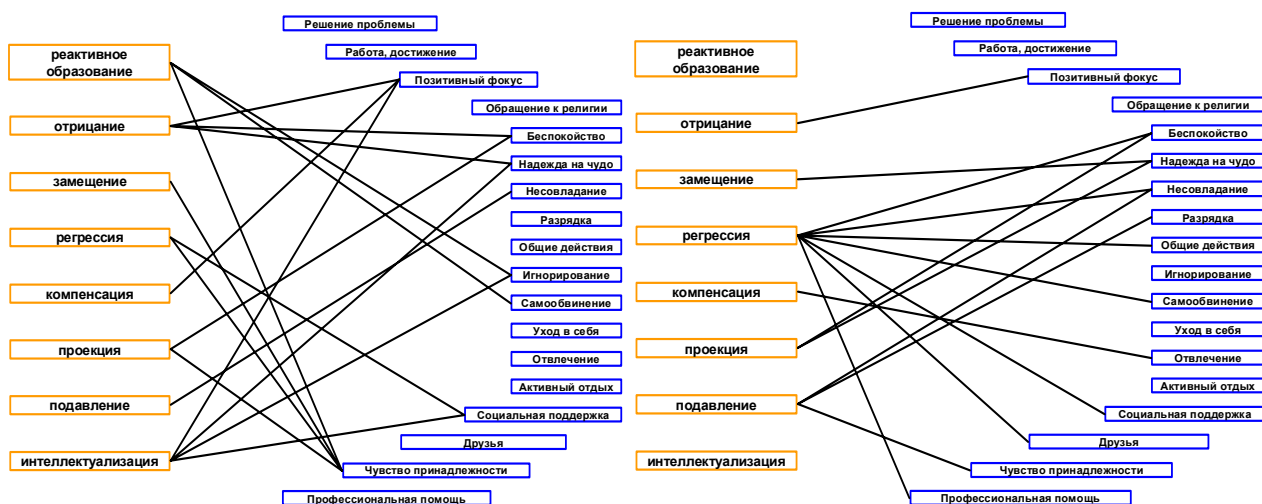 Решение проблемы
реактивное
образование
Работа, достижение
Позитивный фокус
Обращение к религии
отрицание
Беспокойство
Надежда на чудо
замещение
Несовладание
Разрядка
регрессия
Общие действия
Игнорирование
компенсация
Самообвинение
Уход в себя
проекция
Отвлечение
Активный отдых
подавление
Социальная поддержка
Друзья
интеллектуализация
Чувство принадлежности
Профессиональная помощь
Решение проблемы
реактивное
образование
Работа, достижение
Позитивный фокус
Обращение к религии
отрицание
Беспокойство
Надежда на чудо
замещение
Несовладание
Разрядка
регрессия
Общие действия
Игнорирование
компенсация
Самообвинение
Уход в себя
проекция
Отвлечение
Активный отдых
подавление
Социальная поддержка
Друзья
интеллектуализация
Чувство принадлежности
Профессиональная помощь